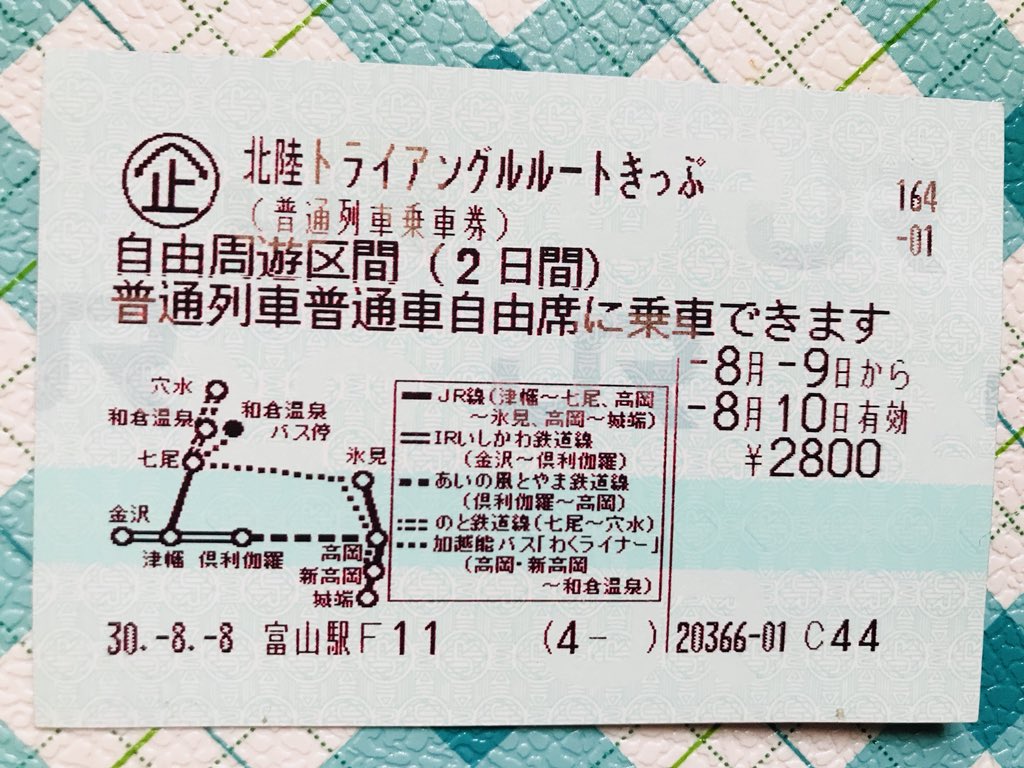 企 北陸トライアングルルートきっぷ
164
(普通列車乗車券)
-01
自由周遊区間 (2日間)
普通列車普通車自由席に乗車できます
-8月-9日から
-8月10日有効
¥2800
穴水
和倉温泉
和倉温泉
バス停
七尾
氷見
金沢
津幡
倶利伽羅
高岡
新高岡
城端
JR線(津幡~七尾、高岡
~氷見、高岡~城端)
IRいしかわ鉄道線
(金沢~倶利伽羅)
あいの風とやま鉄道線
(倶利伽羅~高岡)
のと鉄道線(七尾~穴水)
加越能バス「わくライナー」
(高岡・新高岡
~和倉温泉)
30.-8.-8 富山駅F11 (4- ) 20366-01 C44